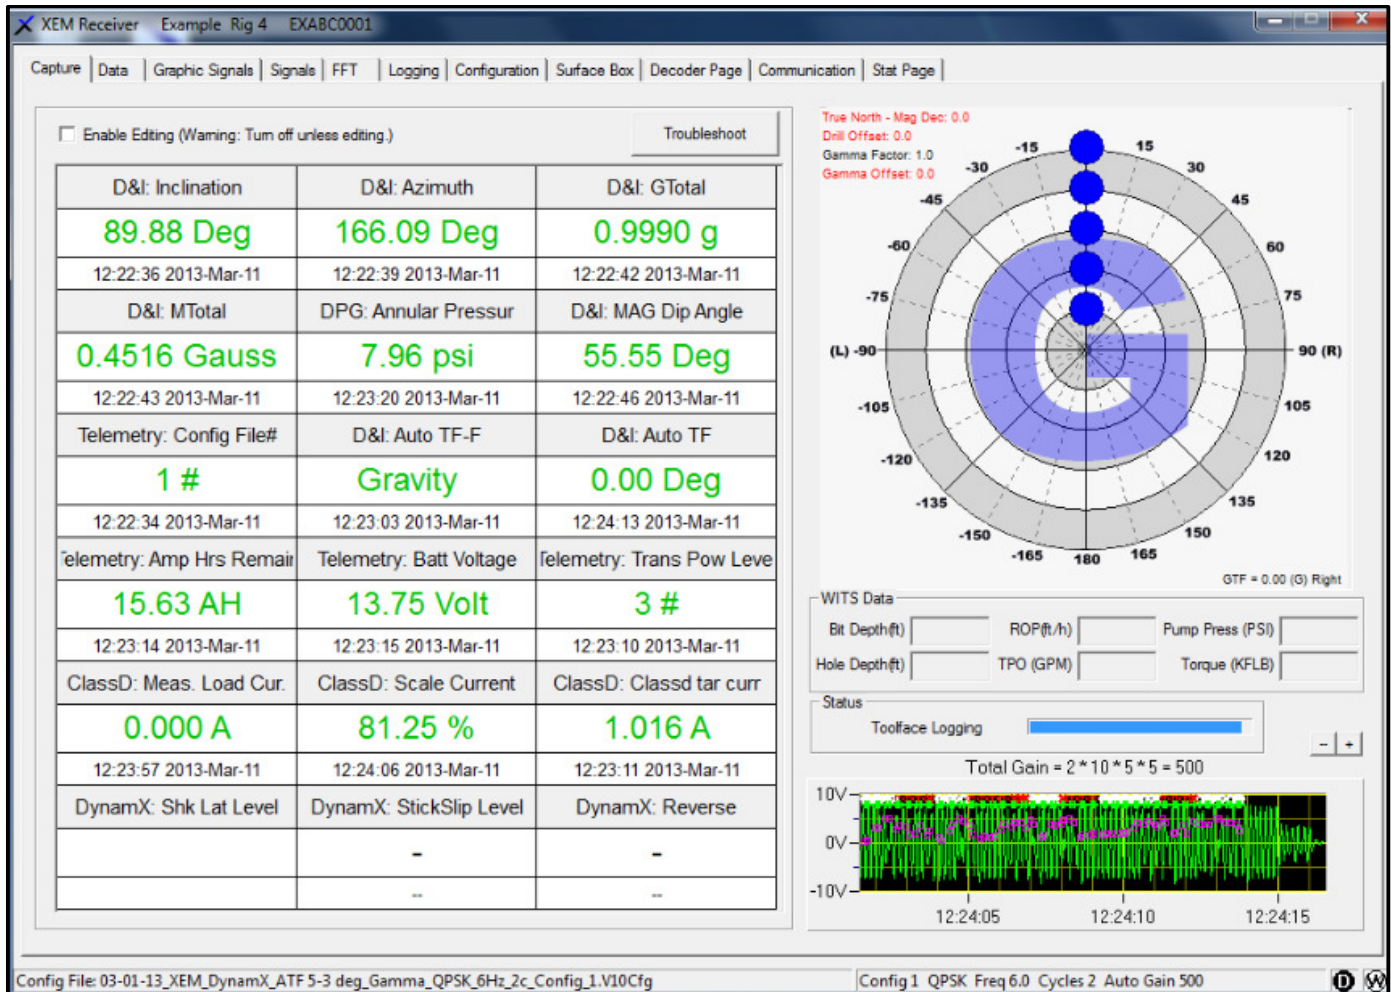 XEM Receiver Example Rig 4 EXABC0001
Capture Data Graphic Signals Signals FFT Logging Configuration Surface Box Decoder Page Communication Stat Page
Enable Editing (Warning: Turn off unless editing.)
Troubleshoot
D&I: Inclination D&I: Azimuth D&I: GTotal
89.88 Deg 166.09 Deg 0.9990 g
12:22:36 2013-Mar-11 12:22:39 2013-Mar-11 12:22:42 2013-Mar-11
D&I: MTotal DPG: Annular Pressur D&I: MAG Dip Angle
0.4516 Gauss 7.96 psi 55.55 Deg
12:22:43 2013-Mar-11 12:23:20 2013-Mar-11 12:22:46 2013-Mar-11
Telemetry: Config File# D&I: Auto TF-F D&I: Auto TF
1 # Gravity 0.00 Deg
12:22:34 2013-Mar-11 12:23:03 2013-Mar-11 12:24:13 2013-Mar-11
Telemetry: Amp Hrs Remair Telemetry: Batt Voltage Telemetry: Trans Pow Leve
15.63 AH 13.75 Volt 3 #
12:23:14 2013-Mar-11 12:23:15 2013-Mar-11 12:23:10 2013-Mar-11
ClassD: Meas. Load Cur. ClassD: Scale Current ClassD: Classd tar curr
0.000 A 81.25 % 1.016 A
12:23:57 2013-Mar-11 12:24:06 2013-Mar-11 12:23:11 2013-Mar-11
DynamX: Shk Lat Level DynamX: StickSlip Level DynamX: Reverse
- -
-- --
True North - Mag Dec: 0.0
Drill Offset: 0.0
Gamma Factor: 1.0
Gamma Offset: 0.0
-15 15
-30 30
-45 45
-60 60
-75 75
(L) -90 90 (R)
G
-105 105
-120 120
-135 135
-150 150
-165 180 165
GTF = 0.00 (G) Right
WITS Data
Bit Depth(ft) ROP(ft/h) Pump Press (PSI)
Hole Depth(ft) TPO (GPM) Torque (KFLB)
Status
Toolface Logging
- +
Total Gain = 2 * 10 * 5 * 5 = 500
10V
0V
-10V
12:24:05 12:24:10 12:24:15
Config File: 03-01-13_XEM_DynamX_ATF 5-3 deg_Gamma_QPSK_6Hz_2c_Config_1.V10Cfg
Config 1 QPSK Freq 6.0 Cycles 2 Auto Gain 500
D W